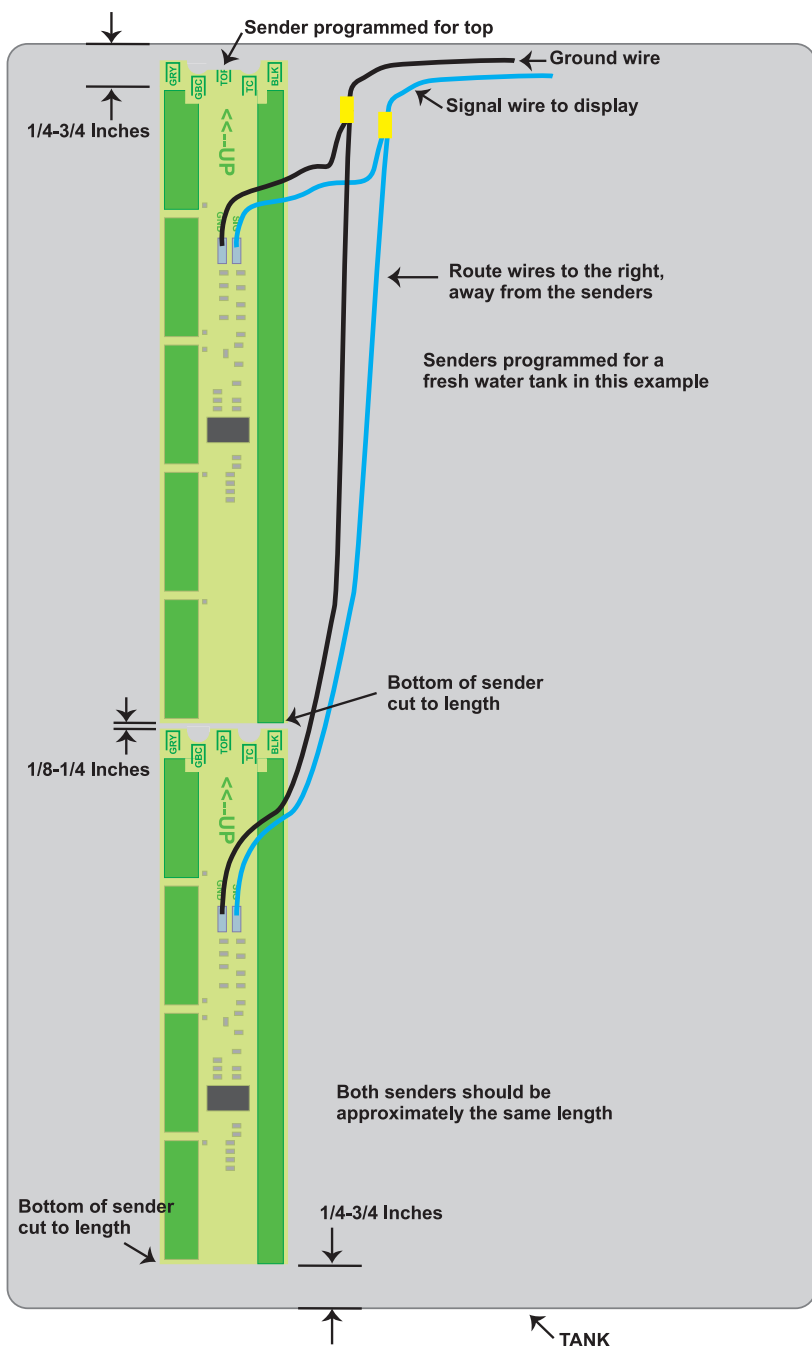 Sender programmed for top
Ground wire
Signal wire to display
1/4-3/4 Inches
GRY
GBC
TOP
TC
BLK
<<--UP
GND
SIG
Route wires to the right,
away from the senders
Senders programmed for a
fresh water tank in this example
Bottom of sender
cut to length
1/8-1/4 Inches
GRY
GBC
TOP
TC
BLK
<<--UP
GND
SIG
Both senders should be
approximately the same length
Bottom of sender
cut to length
1/4-3/4 Inches
TANK